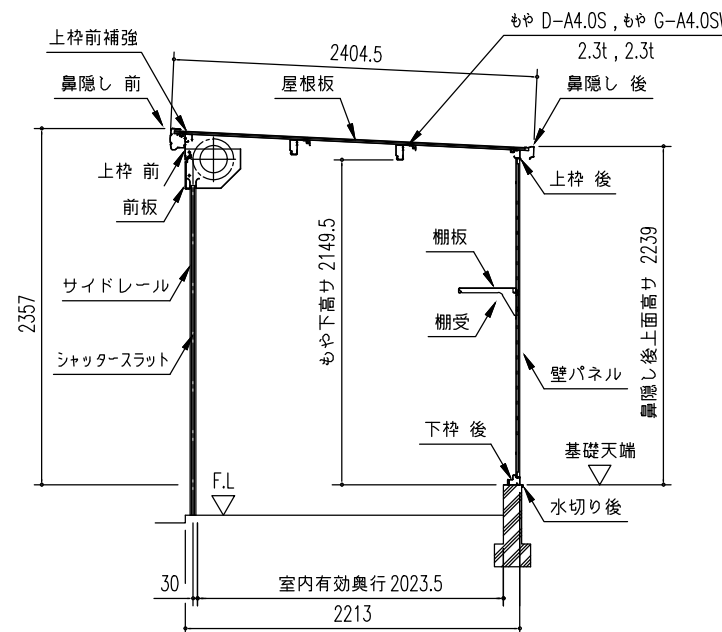 上枠前補強
2404.5
もや D-A4.0S , もや G-A4.0SW
2.3t , 2.3t
鼻隠し 前
屋根板
鼻隠し 後
上枠 前
上枠 後
前板
もや下高サ 2149.5
鼻隠し後上面高サ 2239
棚板
サイドレール
2357
棚受
シャッタースラット
壁パネル
下枠 後
基礎天端
F.L
水切り後
30
室内有効奥行 2023.5
2213